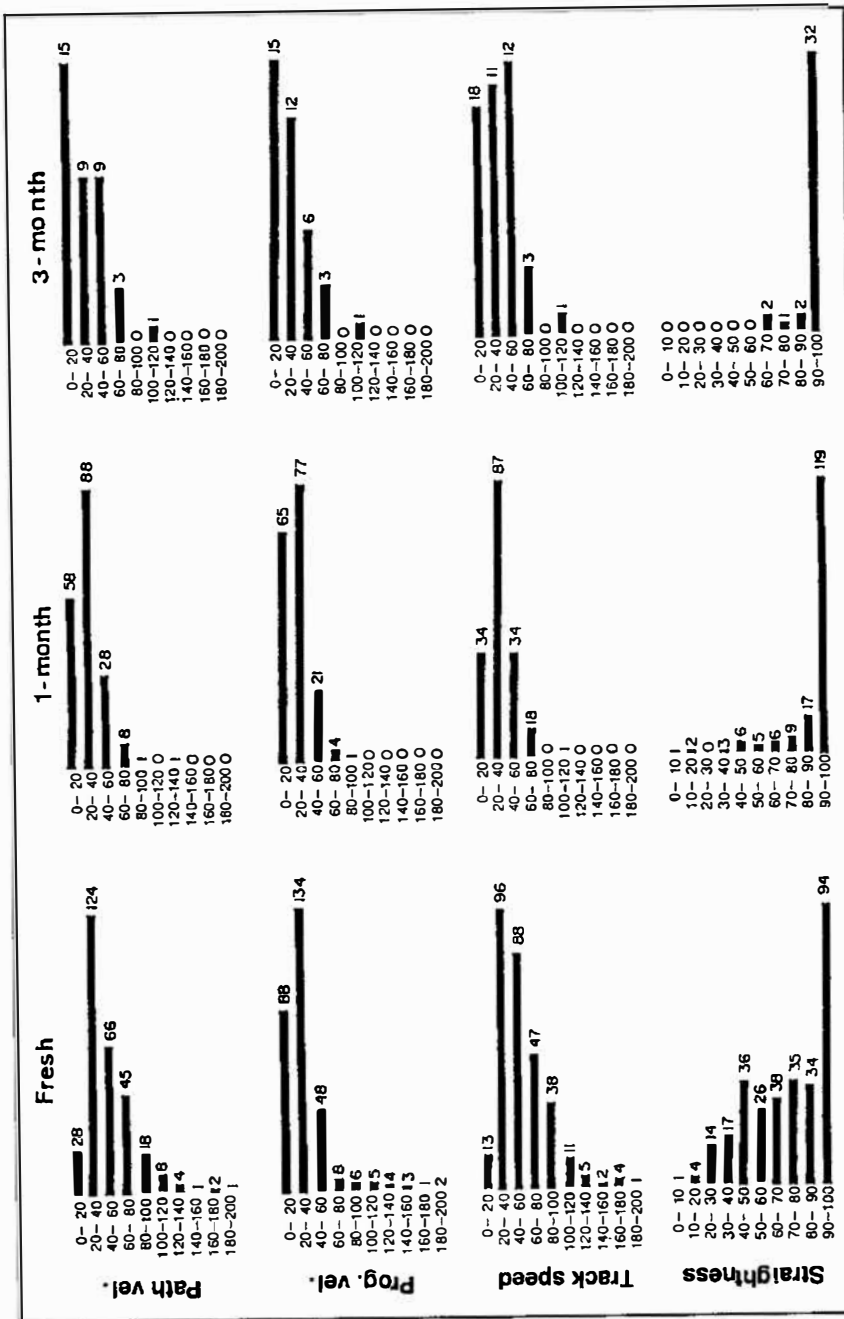 Fresh 1-month 3-month
Path vel.
0- 20 28 0- 20 58 0- 20 15
20- 40 124 20- 40 88 20- 40 9
40- 60 66 40- 60 28 40- 60 9
60- 80 45 60- 80 8 60- 80 3
80-100 18 80-100 1 80-100 0
100-120 8 100-120 0 100-120 1
120-140 4 120-140 1 120-140 0
140-160 1 140-160 0 140-160 0
160-180 2 160-180 0 160-180 0
180-200 1 180-200 0 180-200 0
Prog. vel.
0- 20 88 0- 20 65 0- 20 15
20- 40 134 20- 40 77 20- 40 12
40- 60 48 40- 60 21 40- 60 6
60- 80 8 60- 80 4 60- 80 3
80-100 6 80-100 1 80-100 0
100-120 5 100-120 0 100-120 1
120-140 4 120-140 0 120-140 0
140-160 3 140-160 0 140-160 0
160-180 1 160-180 0 160-180 0
180-200 2 180-200 0 180-200 0
Track speed
0- 20 13 0- 20 34 0- 20 18
20- 40 96 20- 40 87 20- 40 11
40- 60 88 40- 60 34 40- 60 12
60- 80 47 60- 80 18 60- 80 3
80-100 38 80-100 0 80-100 0
100-120 11 100-120 1 100-120 1
120-140 5 120-140 0 120-140 0
140-160 2 140-160 0 140-160 0
160-180 4 160-180 0 160-180 0
180-200 1 180-200 0 180-200 0
Straightness
0- 10 1 0- 10 1 0- 10 0
10- 20 4 10- 20 2 10- 20 0
20- 30 14 20- 30 0 20- 30 0
30- 40 17 30- 40 3 30- 40 0
40- 50 36 40- 50 6 40- 50 0
50- 60 26 50- 60 5 50- 60 0
60- 70 38 60- 70 6 60- 70 2
70- 80 35 70- 80 9 70- 80 1
80- 90 34 80- 90 17 80- 90 2
90-100 94 90-100 119 90-100 32